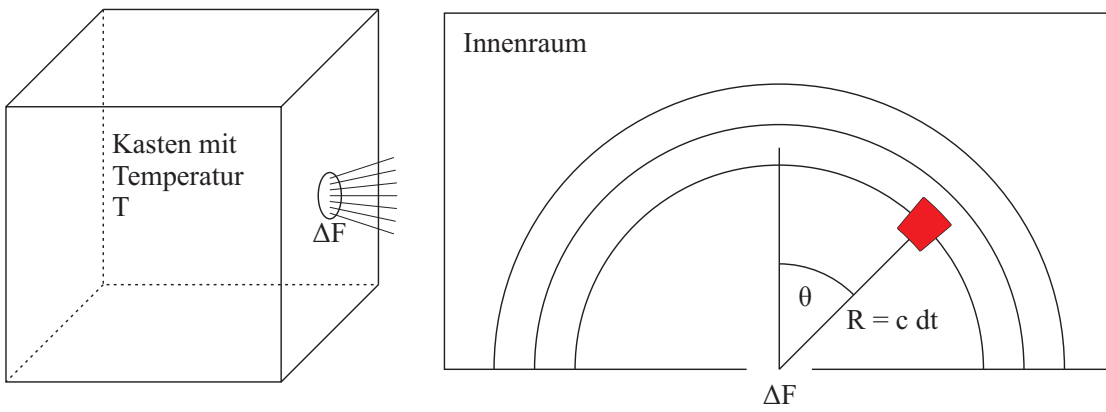 Kasten mit
Temperatur
T
ΔF
Innenraum
θ
R = c dt
ΔF